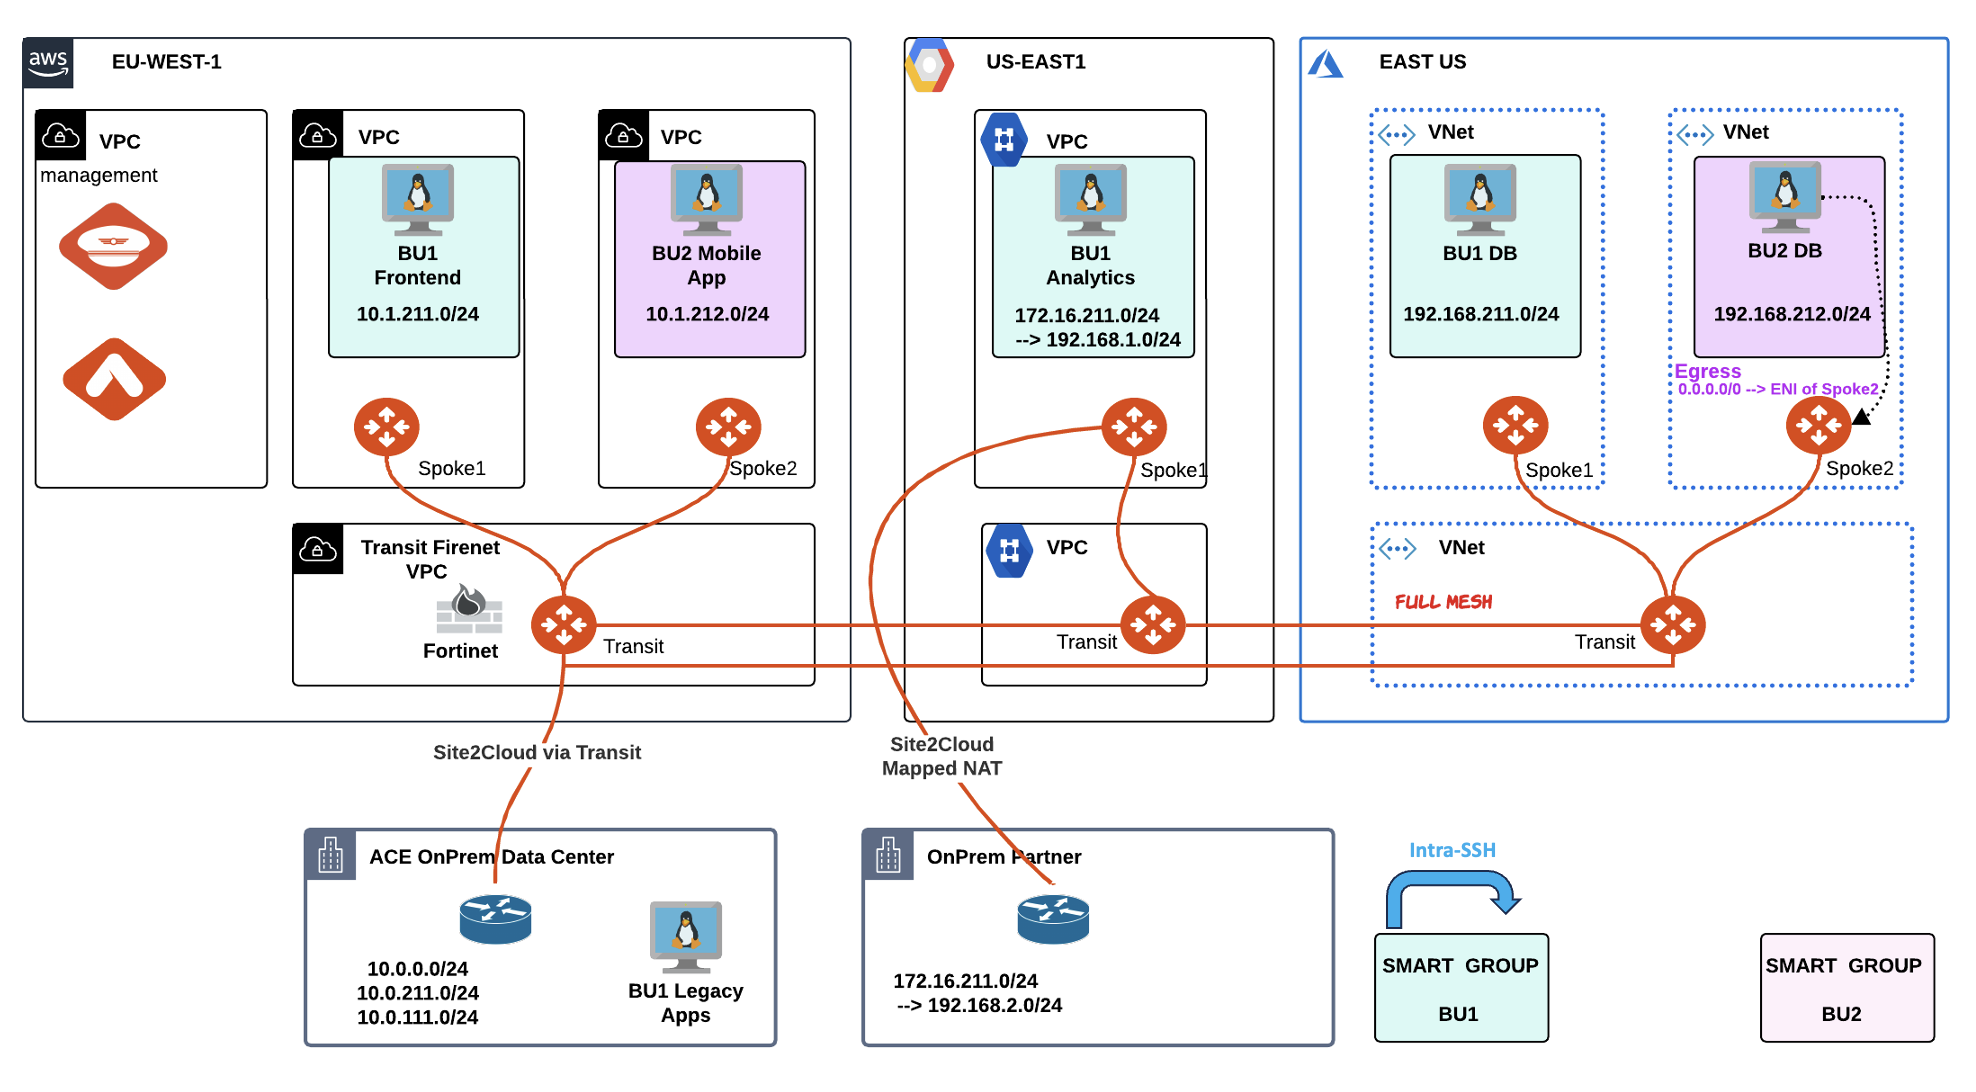 aws
EU-WEST-1
VPC
management
VPC
BU1
Frontend
10.1.211.0/24
Spoke1
VPC
BU2 Mobile
App
10.1.212.0/24
Spoke2
Transit Firenet
VPC
Fortinet
Transit
US-EAST1
VPC
BU1
Analytics
172.16.211.0/24
--> 192.168.1.0/24
Spoke1
VPC
Transit
EAST US
VNet
BU1 DB
192.168.211.0/24
Spoke1
VNet
BU2 DB
192.168.212.0/24
Egress
0.0.0.0/0 --> ENI of Spoke2
Spoke2
VNet
FULL MESH
Transit
Site2Cloud via Transit
Site2Cloud
Mapped NAT
ACE OnPrem Data Center
10.0.0.0/24
10.0.211.0/24
10.0.111.0/24
BU1 Legacy
Apps
OnPrem Partner
172.16.211.0/24
--> 192.168.2.0/24
Intra-SSH
SMART GROUP
BU1
SMART GROUP
BU2